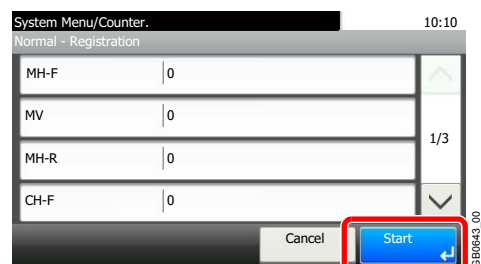 System Menu/Counter. 10:10
Normal - Registration
MH-F 0
MV 0
1/3
MH-R 0
CH-F 0
Cancel Start
GB0643_00